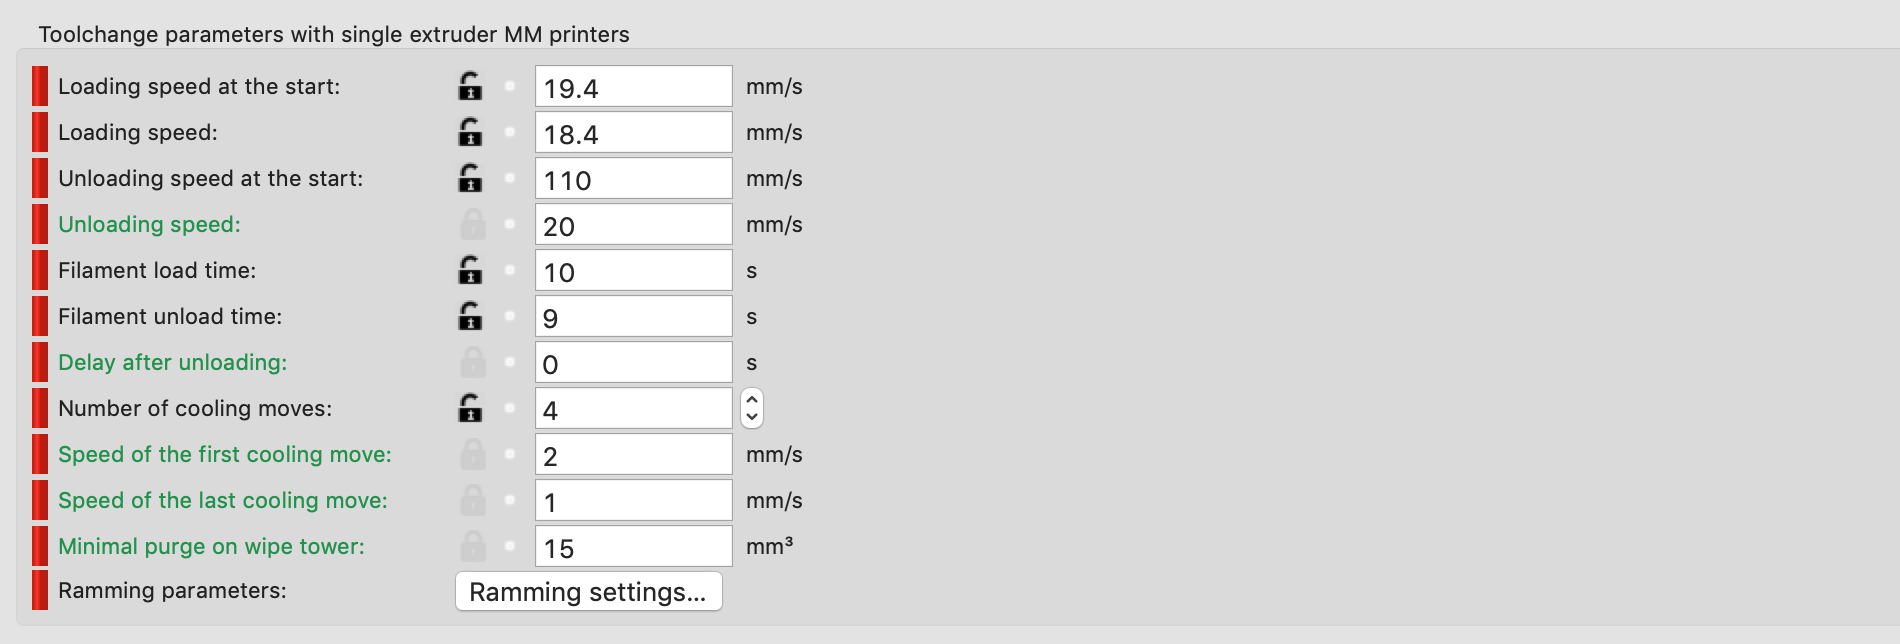 Toolchange parameters with single extruder MM printers
Loading speed at the start: 19.4 mm/s
Loading speed: 18.4 mm/s
Unloading speed at the start: 110 mm/s
Unloading speed: 20 mm/s
Filament load time: 10 s
Filament unload time: 9 s
Delay after unloading: 0 s
Number of cooling moves: 4
Speed of the first cooling move: 2 mm/s
Speed of the last cooling move: 1 mm/s
Minimal purge on wipe tower: 15 mm³
Ramming parameters: Ramming settings...